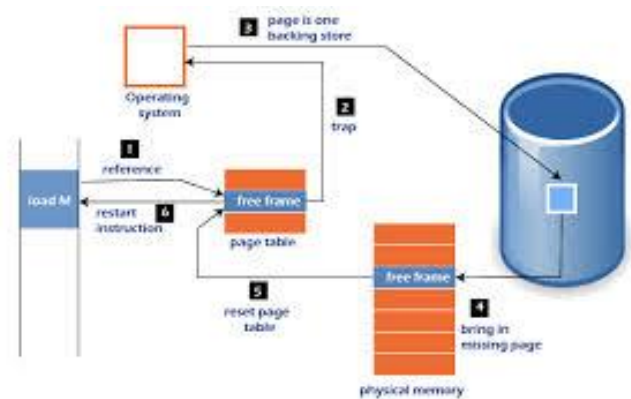 3
page is one
backing store
Operating
system
2
trap
1
reference
load M
free frame
6
restart
instruction
page table
free frame
5
reset page
table
4
bring in
missing page
physical memory